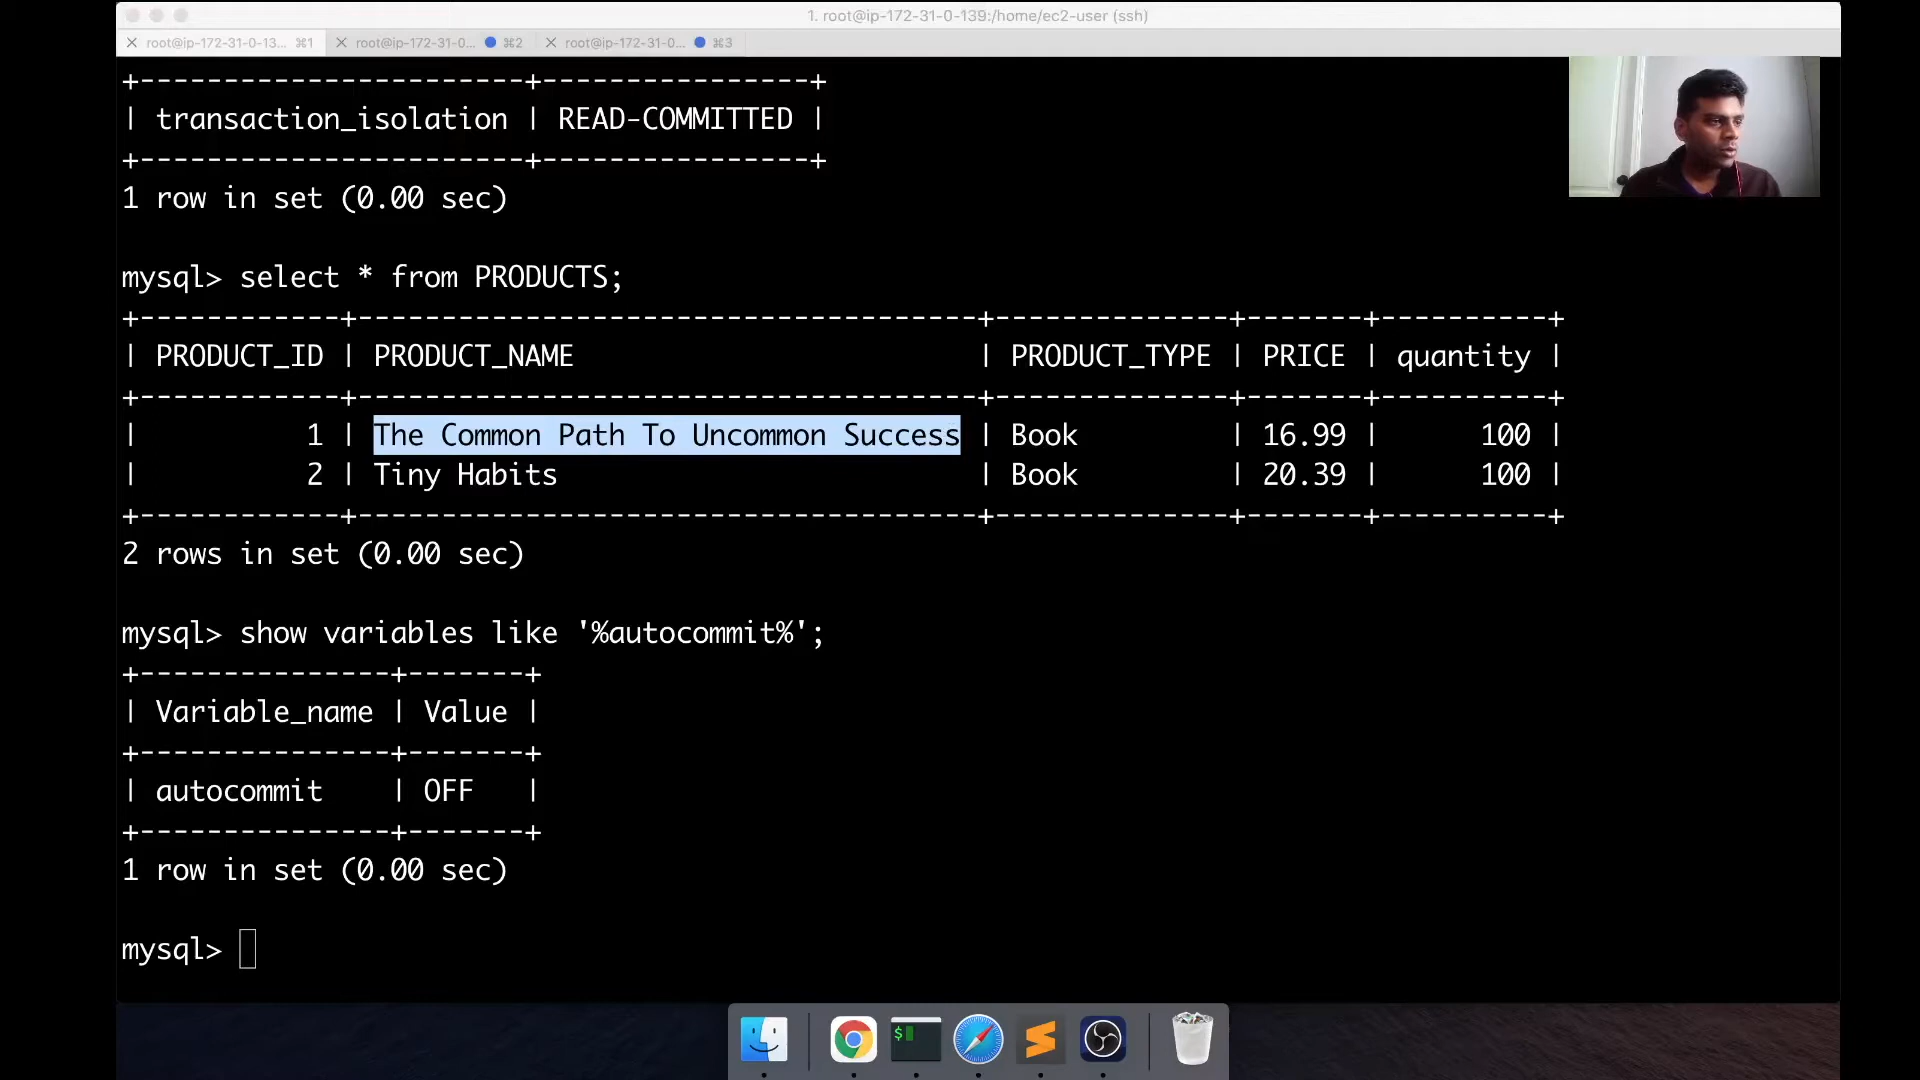 1. root@ip-172-31-0-139:/home/ec2-user (ssh)
root@ip-172-31-0-13... ⌘1 root@ip-172-31-0... ⌘2 root@ip-172-31-0... ⌘3
+-----------------------+----------------+
| transaction_isolation | READ-COMMITTED |
+-----------------------+----------------+
1 row in set (0.00 sec)
mysql> select * from PRODUCTS;
+------------+-------------------------------------+--------------+-------+----------+
| PRODUCT_ID | PRODUCT_NAME                        | PRODUCT_TYPE | PRICE | quantity |
+------------+-------------------------------------+--------------+-------+----------+
|          1 | The Common Path To Uncommon Success | Book         | 16.99 |      100 |
|          2 | Tiny Habits                         | Book         | 20.39 |      100 |
+------------+-------------------------------------+--------------+-------+----------+
2 rows in set (0.00 sec)
mysql> show variables like '%autocommit%';
+---------------+-------+
| Variable_name | Value |
+---------------+-------+
| autocommit    | OFF   |
+---------------+-------+
1 row in set (0.00 sec)
mysql>
$